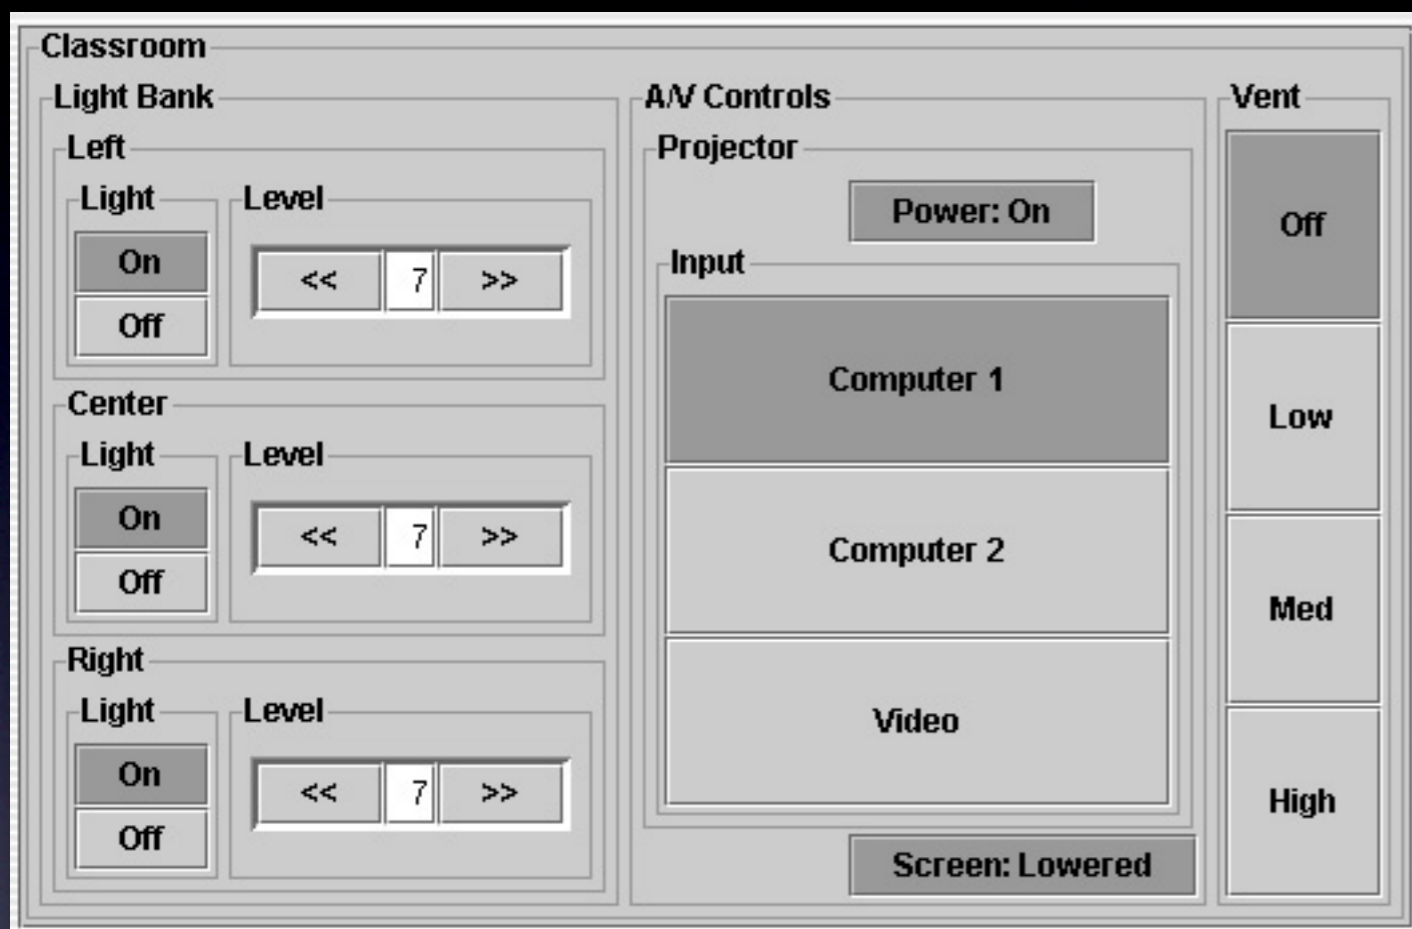 Classroom
Light Bank
Left
Light
On
Off
Level
<< 7 >>
Center
Light
On
Off
Level
<< 7 >>
Right
Light
On
Off
Level
<< 7 >>
A/V Controls
Projector
Power: On
Input
Computer 1
Computer 2
Video
Screen: Lowered
Vent
Off
Low
Med
High